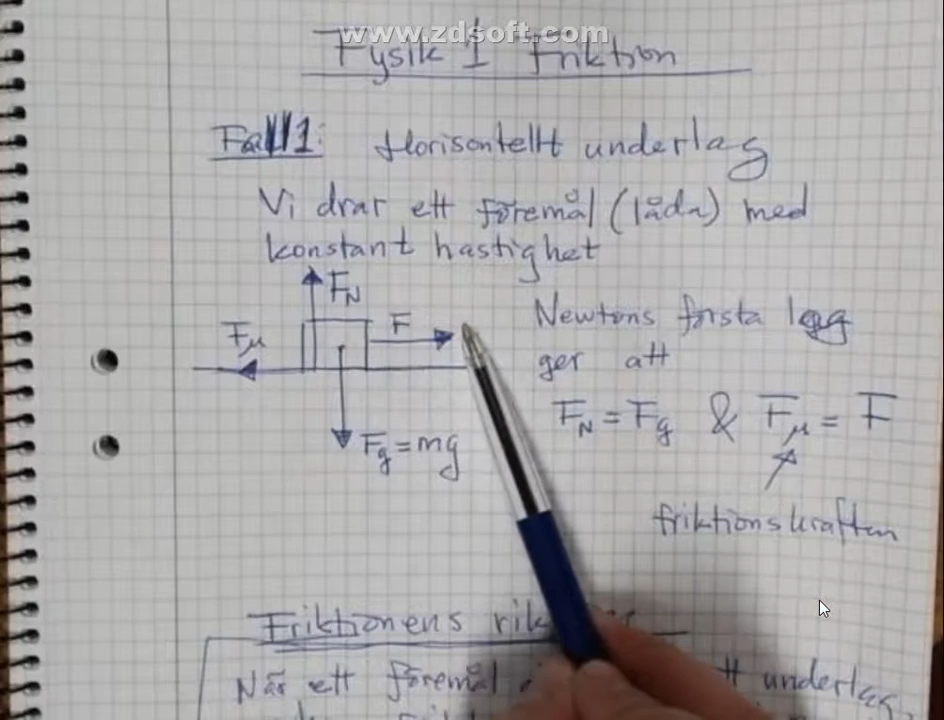 www.zdsoft.com
Fysik 1 Friktion
Fall 1: Horisontellt underlag
Vi drar ett föremål (låda) med
konstant hastighet
FN
Fμ
F
Fg = mg
Newtons första lag
ger att
FN = Fg & Fμ = F
friktionskraften
Friktionens
När ett föremål underlag,